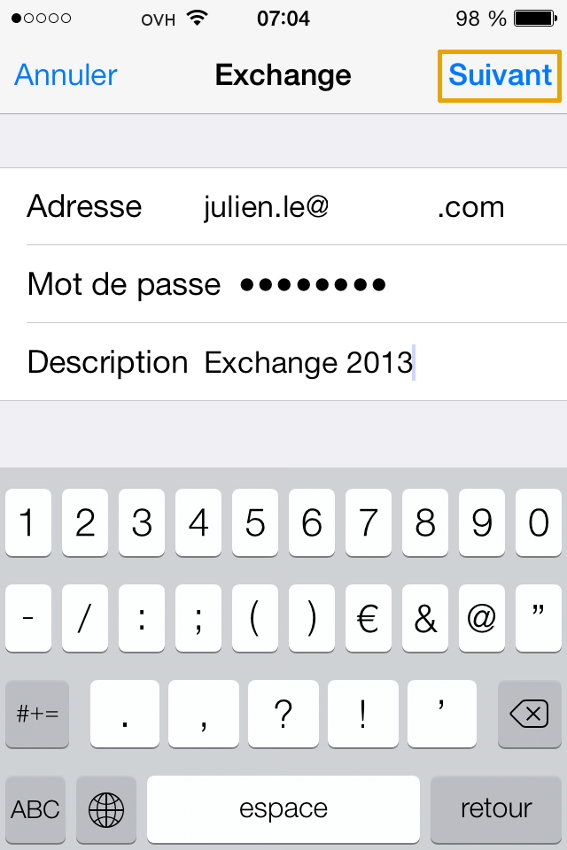 OVH 07:04 98 %
Annuler Exchange Suivant
Adresse julien.le@ .com
Mot de passe ●●●●●●●●
Description Exchange 2013
1 2 3 4 5 6 7 8 9 0
- / : ; ( ) € & @ ”
#+= . , ? ! ’
ABC espace retour